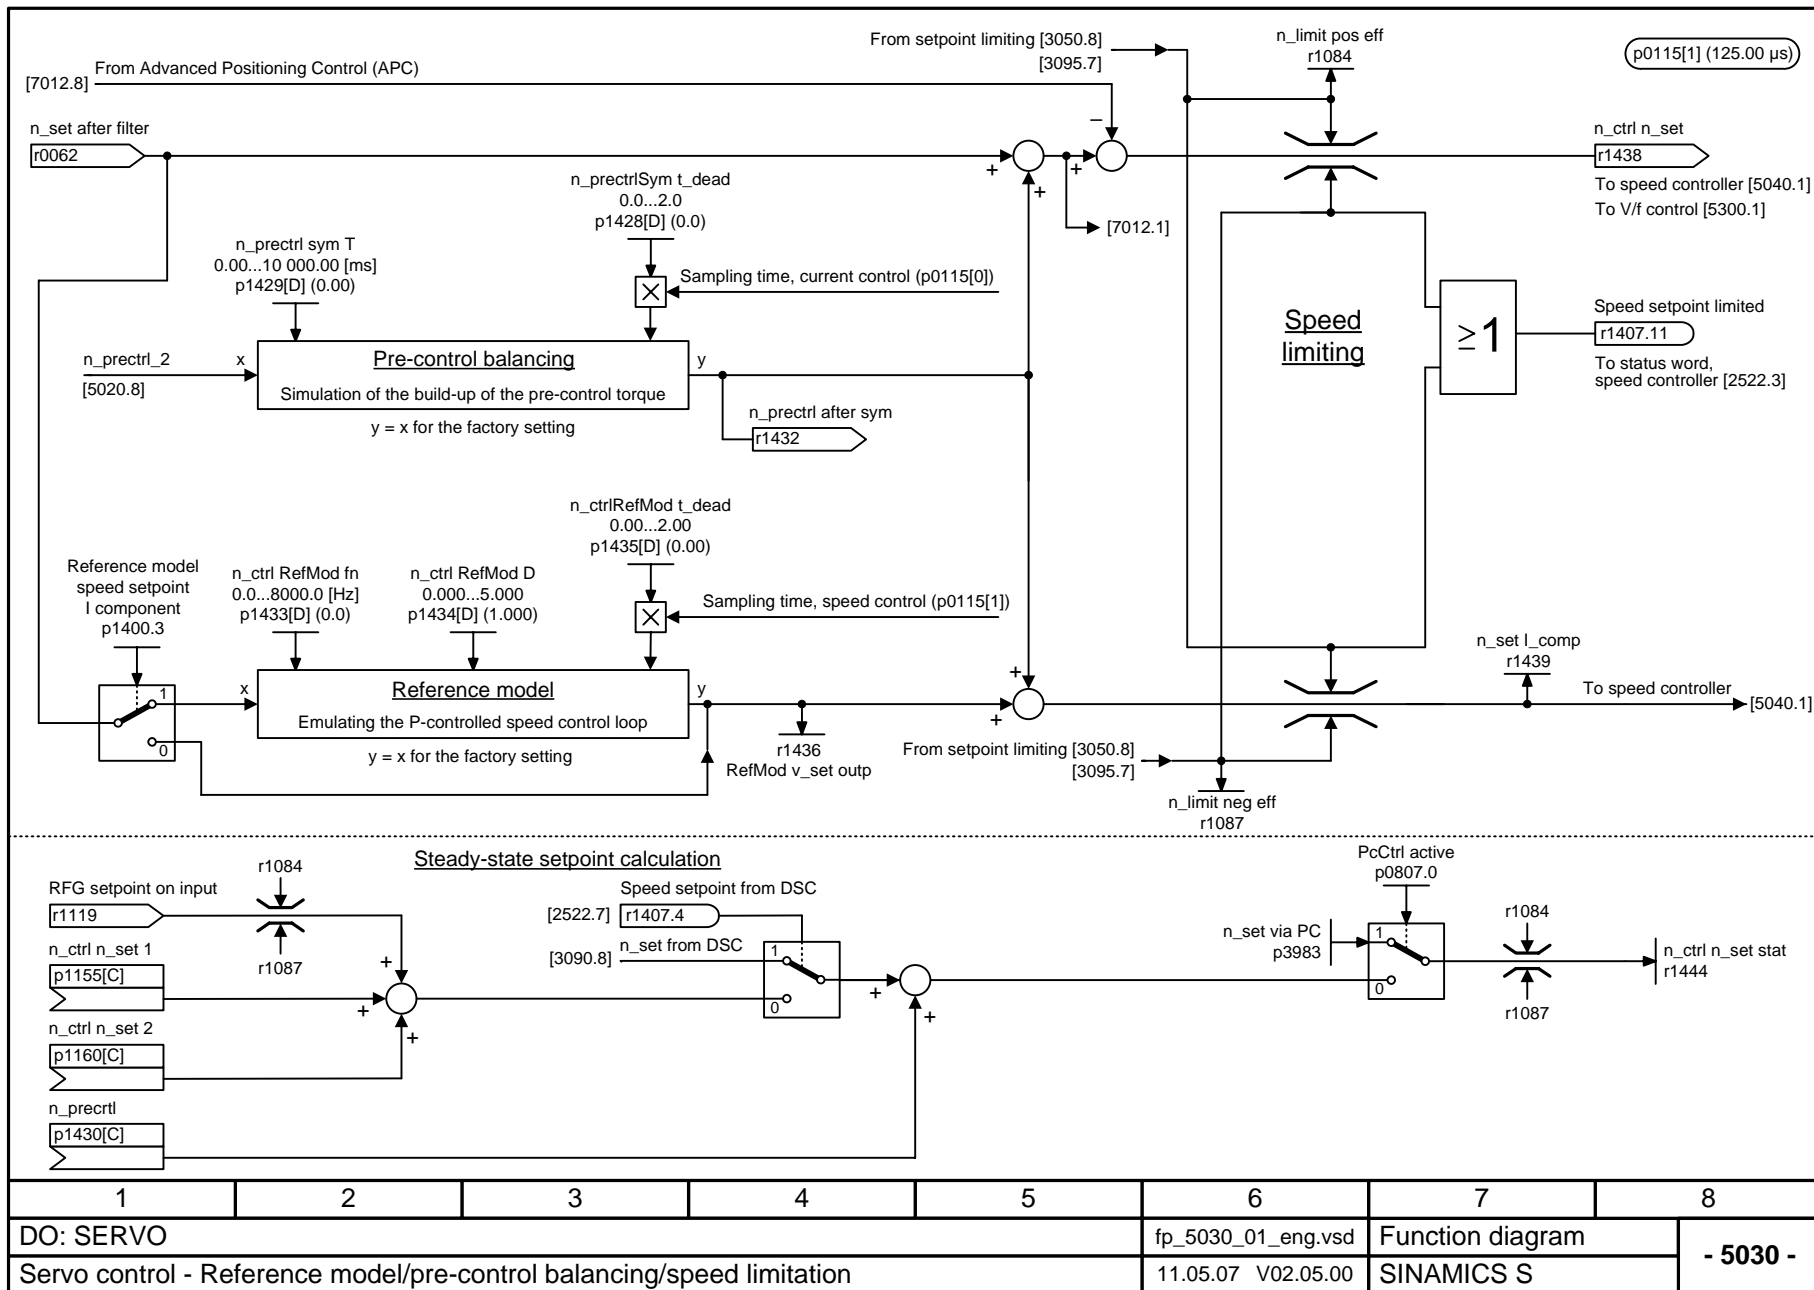 From setpoint limiting [3050.8]
[3095.7]
n_limit pos eff
r1084
p0115[1] (125.00 µs)
From Advanced Positioning Control (APC)
[7012.8]
–
n_set after filter
r0062
+
+
+
n_ctrl n_set
r1438
To speed controller [5040.1]
To V/f control [5300.1]
[7012.1]
n_prectrlSym t_dead
0.0...2.0
p1428[D] (0.0)
n_prectrl sym T
0.00...10 000.00 [ms]
p1429[D] (0.00)
Sampling time, current control (p0115[0])
n_prectrl_2
[5020.8]
x
Pre-control balancing
Simulation of the build-up of the pre-control torque
y
y = x for the factory setting
n_prectrl after sym
r1432
Speed
limiting
≥1
Speed setpoint limited
r1407.11
To status word,
speed controller [2522.3]
n_ctrlRefMod t_dead
0.00...2.00
p1435[D] (0.00)
Reference model
speed setpoint
I component
p1400.3
n_ctrl RefMod fn
0.0...8000.0 [Hz]
p1433[D] (0.0)
n_ctrl RefMod D
0.000...5.000
p1434[D] (1.000)
Sampling time, speed control (p0115[1])
1
0
x
Reference model
Emulating the P-controlled speed control loop
y
y = x for the factory setting
r1436
RefMod v_set outp
+
+
n_set I_comp
r1439
To speed controller
[5040.1]
From setpoint limiting [3050.8]
[3095.7]
n_limit neg eff
r1087
Steady-state setpoint calculation
RFG setpoint on input
r1119
r1084
r1087
n_ctrl n_set 1
p1155[C]
n_ctrl n_set 2
p1160[C]
n_precrtl
p1430[C]
+
+
+
Speed setpoint from DSC
[2522.7]
r1407.4
[3090.8]
n_set from DSC
1
0
+
+
PcCtrl active
p0807.0
n_set via PC
p3983
1
0
r1084
r1087
n_ctrl n_set stat
r1444
1 2 3 4 5 6 7 8
DO: SERVO
fp_5030_01_eng.vsd
Function diagram
- 5030 -
Servo control - Reference model/pre-control balancing/speed limitation
11.05.07 V02.05.00
SINAMICS S